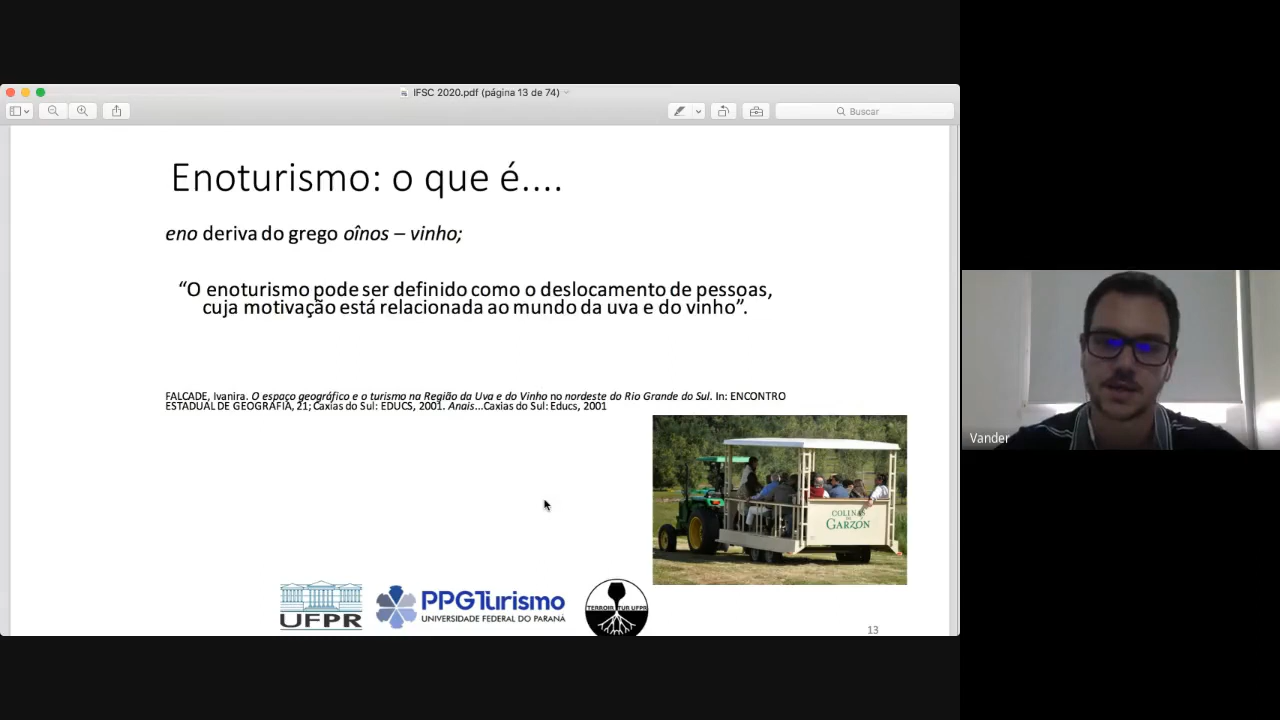 IFSC 2020.pdf (página 13 de 74)
Buscar
Enoturismo: o que é....
eno deriva do grego oînos – vinho;
“O enoturismo pode ser definido como o deslocamento de pessoas,
cuja motivação está relacionada ao mundo da uva e do vinho”.
FALCADE, Ivanira. O espaço geográfico e o turismo na Região da Uva e do Vinho no nordeste do Rio Grande do Sul. In: ENCONTRO
ESTADUAL DE GEOGRAFIA, 21; Caxias do Sul: EDUCS, 2001. Anais...Caxias do Sul: Educs, 2001
COLINAS
DE
GARZÓN
UFPR
PPGTurismo
UNIVERSIDADE FEDERAL DO PARANÁ
TERROIR TUR UFPR
13
Vander